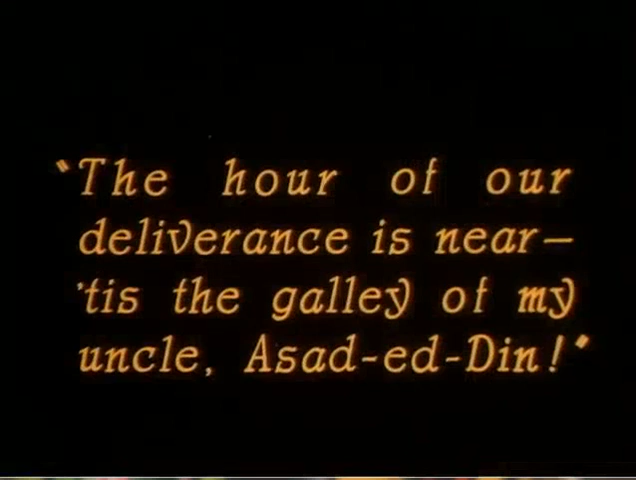 "The hour of our
deliverance is near—
'tis the galley of my
uncle, Asad-ed-Din!"